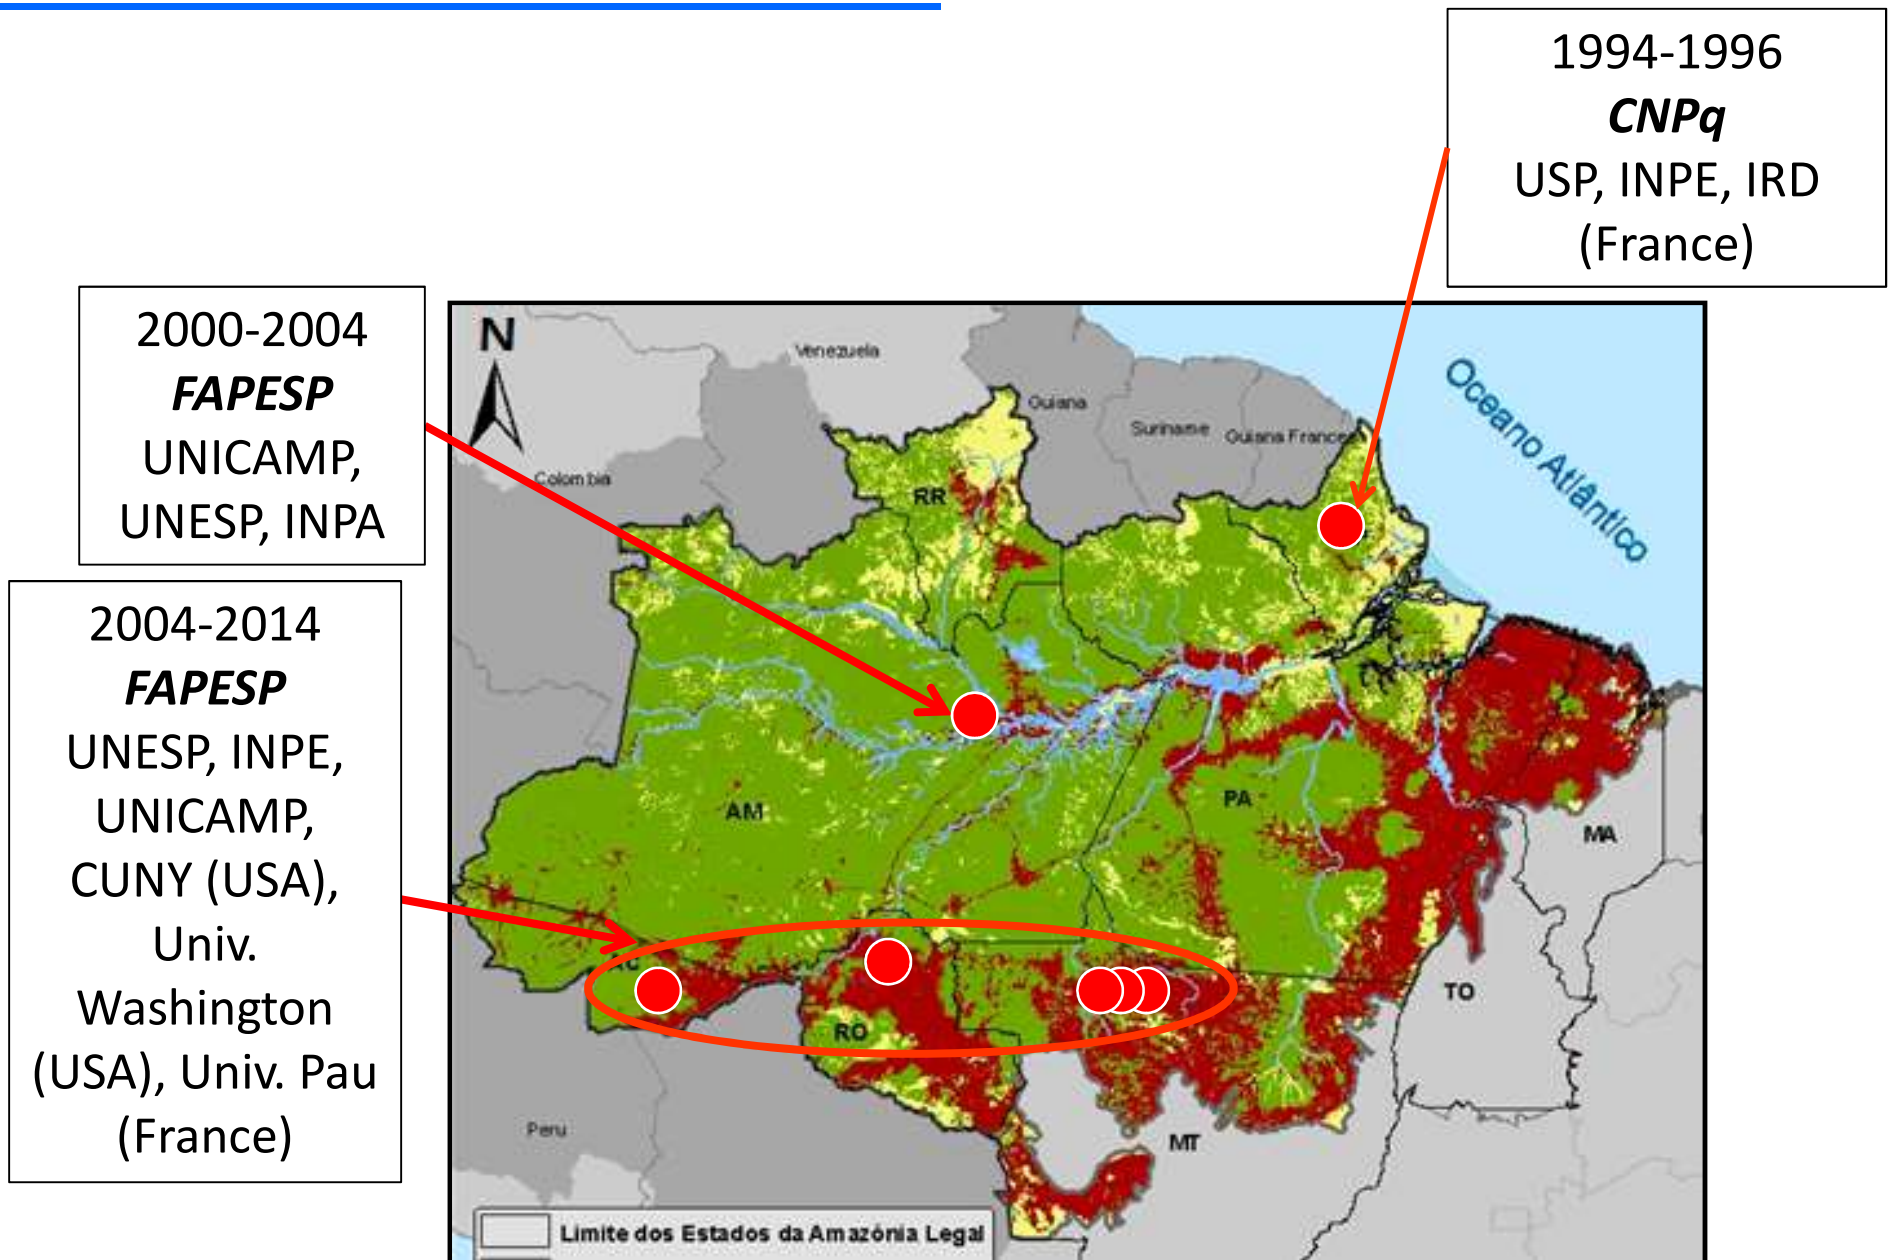 1994-1996
CNPq
USP, INPE, IRD
(France)
2000-2004
FAPESP
UNICAMP,
UNESP, INPA
2004-2014
FAPESP
UNESP, INPE,
UNICAMP,
CUNY (USA),
Univ.
Washington
(USA), Univ. Pau
(France)
N
Venezuela
Guiana
Suriname
Guiana Frances
Colombia
Oceano Atlântico
RR
AM
PA
MA
AC
RO
TO
MT
Peru
Limite dos Estados da Amazônia Legal